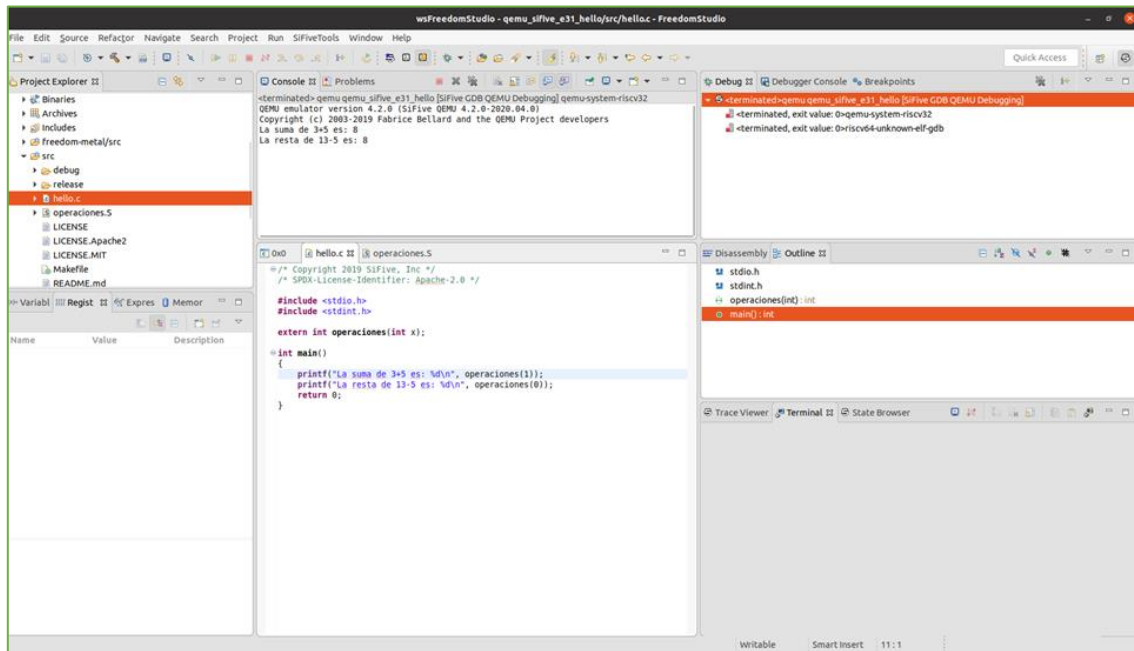 wsFreedomStudio - qemu_sifive_e31_hello/src/hello.c - FreedomStudio
File Edit Source Refactor Navigate Search Project Run SiFiveTools Window Help
Quick Access
Project Explorer
Binaries
Archives
Includes
freedom-metal/src
src
debug
release
hello.c
operaciones.S
LICENSE
LICENSE.Apache2
LICENSE.MIT
Makefile
README.md
Variabl Regist Expres Memor
Name Value Description
Console Problems
<terminated> qemu qemu_sifive_e31_hello [SiFive GDB QEMU Debugging] qemu-system-riscv32
QEMU emulator version 4.2.0 (SiFive QEMU 4.2.0-2020.04.0)
Copyright (c) 2003-2019 Fabrice Bellard and the QEMU Project developers
La suma de 3+5 es: 8
La resta de 13-5 es: 8
0x0 hello.c operaciones.S
/* Copyright 2019 SiFive, Inc */
/* SPDX-License-Identifier: Apache-2.0 */
#include <stdio.h>
#include <stdint.h>
extern int operaciones(int x);
int main()
{
printf("La suma de 3+5 es: %d\n", operaciones(1));
printf("La resta de 13-5 es: %d\n", operaciones(0));
return 0;
}
Debug Debugger Console Breakpoints
<terminated>qemu qemu_sifive_e31_hello [SiFive GDB QEMU Debugging]
<terminated, exit value: 0>qemu-system-riscv32
<terminated, exit value: 0>riscv64-unknown-elf-gdb
Disassembly Outline
stdio.h
stdint.h
operaciones(int) : int
main() : int
Trace Viewer Terminal State Browser
Writable Smart Insert 11 : 1